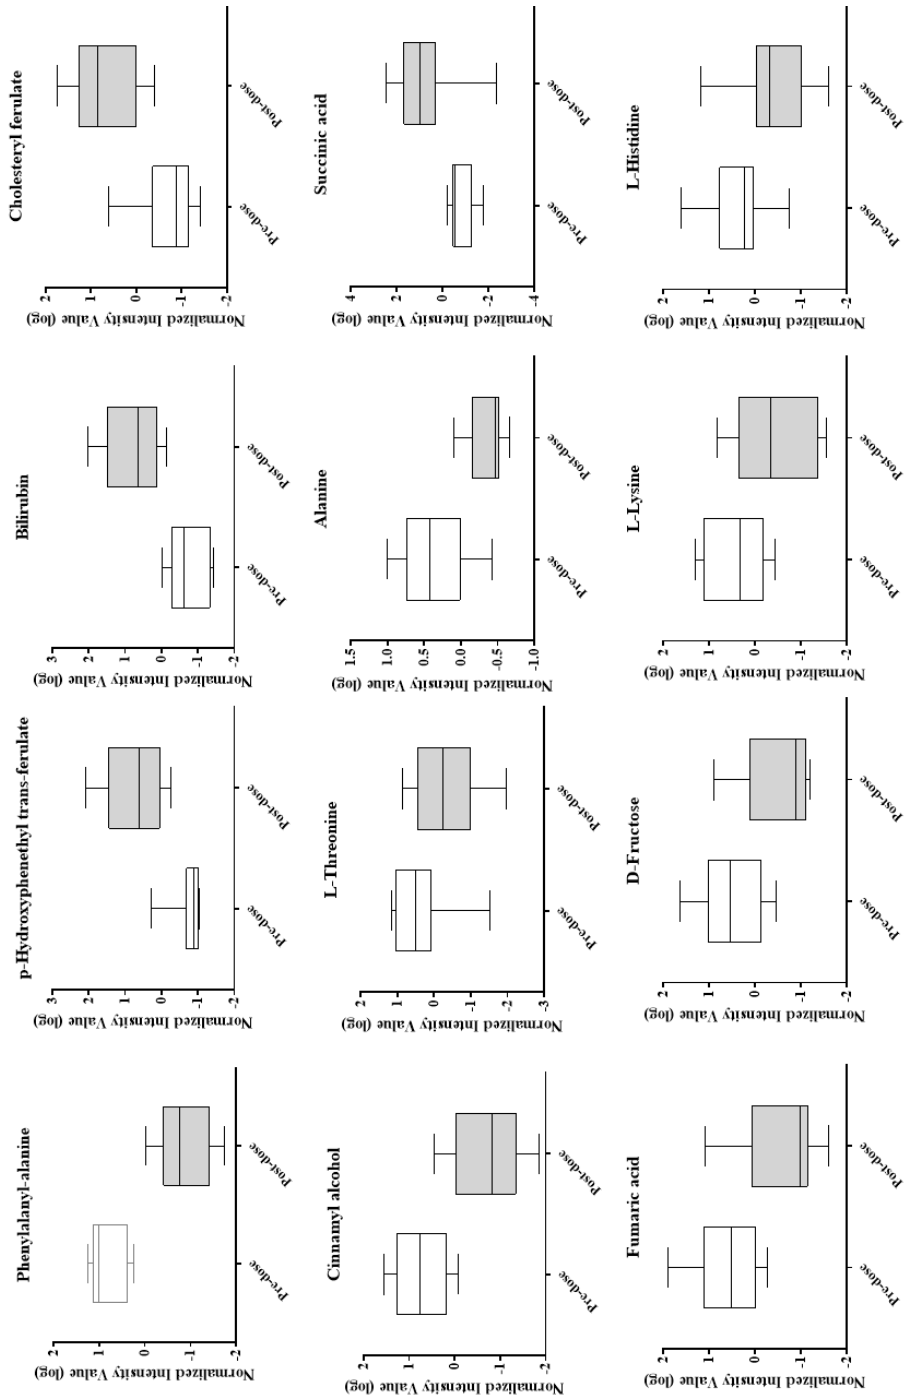 Phenylalanyl-alanine
Normalized Intensity Value (log)
2
1
0
-1
-2
Pre-dose
Post-dose
p-Hydroxyphenethyl trans-ferulate
Normalized Intensity Value (log)
3
2
1
0
-1
-2
Pre-dose
Post-dose
Bilirubin
Normalized Intensity Value (log)
3
2
1
0
-1
-2
Pre-dose
Post-dose
Cholesteryl ferulate
Normalized Intensity Value (log)
2
1
0
-1
-2
Pre-dose
Post-dose
Cinnamyl alcohol
Normalized Intensity Value (log)
2
1
0
-1
-2
Pre-dose
Post-dose
L-Threonine
Normalized Intensity Value (log)
2
1
0
-1
-2
-3
Pre-dose
Post-dose
Alanine
Normalized Intensity Value (log)
1.5
1.0
0.5
0.0
-0.5
-1.0
Pre-dose
Post-dose
Succinic acid
Normalized Intensity Value (log)
4
2
0
-2
-4
Pre-dose
Post-dose
Fumaric acid
Normalized Intensity Value (log)
2
1
0
-1
-2
Pre-dose
Post-dose
D-Fructose
Normalized Intensity Value (log)
2
1
0
-1
-2
Pre-dose
Post-dose
L-Lysine
Normalized Intensity Value (log)
2
1
0
-1
-2
Pre-dose
Post-dose
L-Histidine
Normalized Intensity Value (log)
2
1
0
-1
-2
Pre-dose
Post-dose